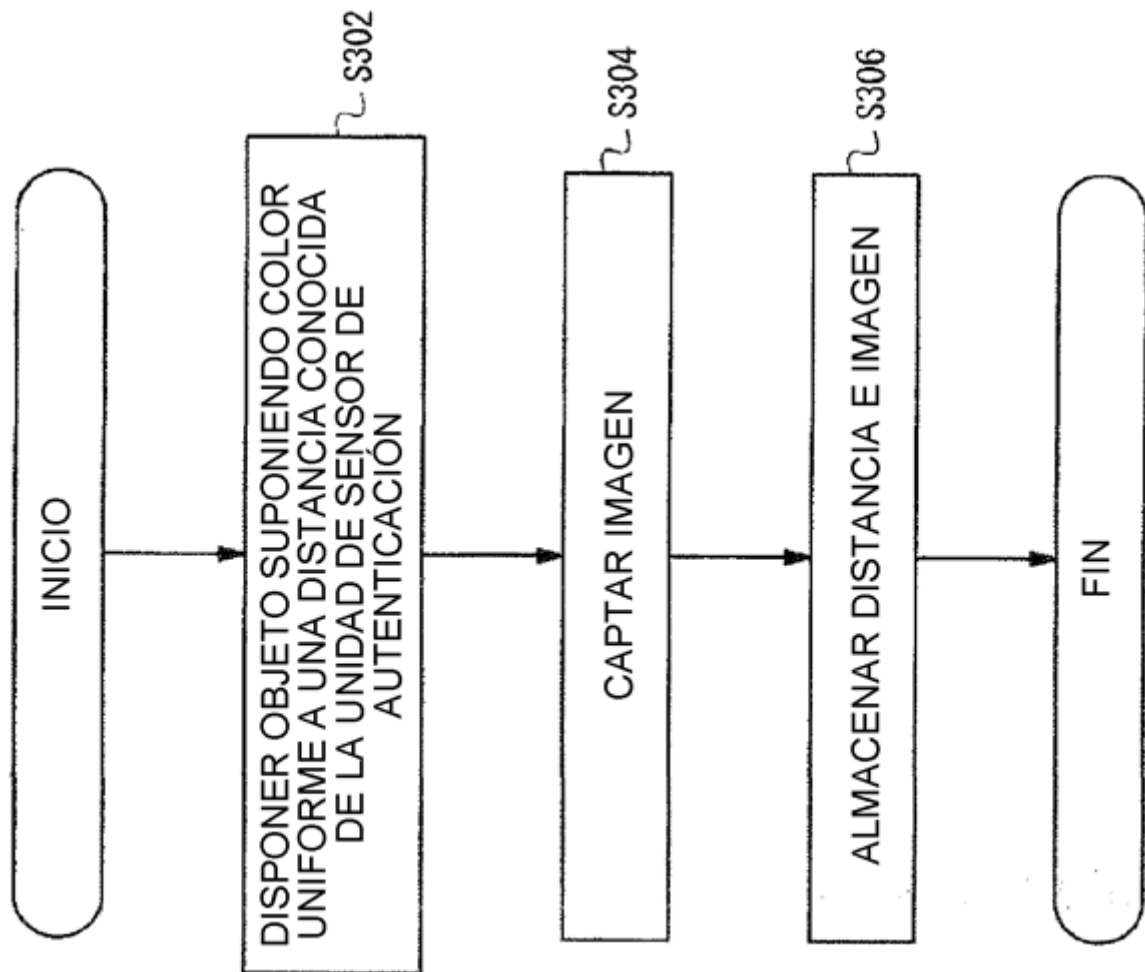 INICIO
DISPONER OBJETO SUPONIENDO COLOR
UNIFORME A UNA DISTANCIA CONOCIDA
DE LA UNIDAD DE SENSOR DE
AUTENTICACIÓN
S302
CAPTAR IMAGEN
S304
ALMACENAR DISTANCIA E IMAGEN
S306
FIN